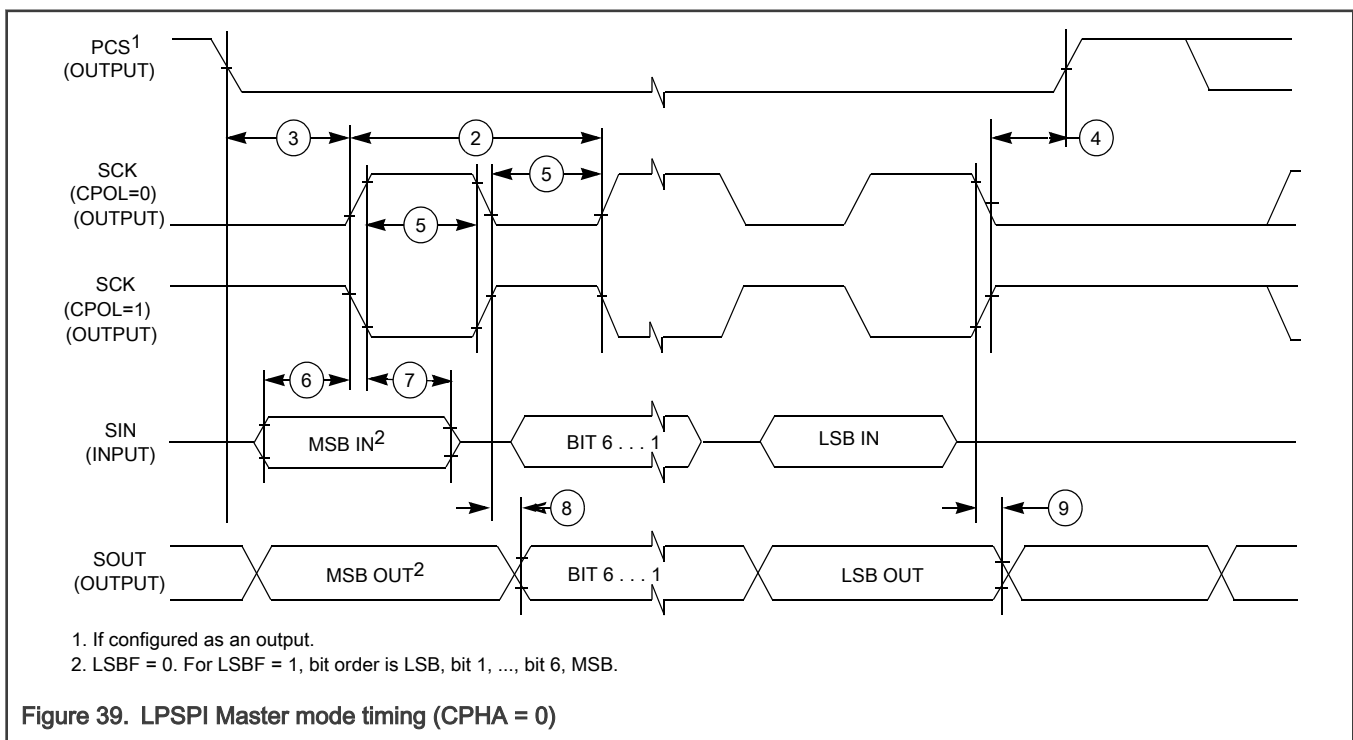 PCS1
(OUTPUT)
3
2
4
SCK
(CPOL=0)
(OUTPUT)
5
5
SCK
(CPOL=1)
(OUTPUT)
6
7
SIN
(INPUT)
MSB IN2
BIT 6 . . . 1
LSB IN
8
9
SOUT
(OUTPUT)
MSB OUT2
BIT 6 . . . 1
LSB OUT
1. If configured as an output.
2. LSBF = 0. For LSBF = 1, bit order is LSB, bit 1, ..., bit 6, MSB.
Figure 39. LPSPI Master mode timing (CPHA = 0)